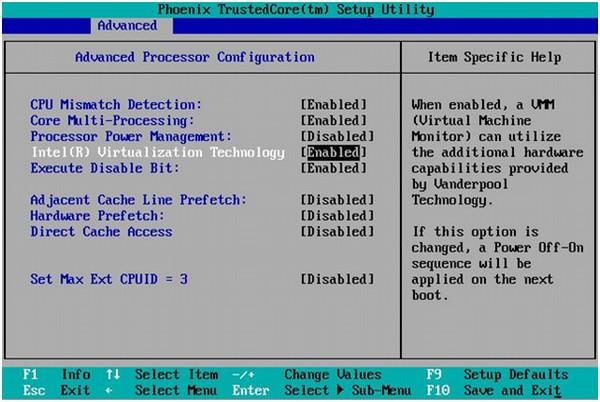 Phoenix TrustedCore(tm) Setup Utility
Advanced
Advanced Processor Configuration
CPU Mismatch Detection: [Enabled]
Core Multi-Processing: [Enabled]
Processor Power Management: [Disabled]
Intel(R) Virtualization Technology [Enabled]
Execute Disable Bit: [Enabled]
Adjacent Cache Line Prefetch: [Disabled]
Hardware Prefetch: [Disabled]
Direct Cache Access [Disabled]
Set Max Ext CPUID = 3 [Disabled]
Item Specific Help
When enabled, a VMM
(Virtual Machine
Monitor) can utilize
the additional hardware
capabilities provided
by Vanderpool
Technology.
If this option is
changed, a Power Off-On
sequence will be
applied on the next
boot.
F1 Info ↑↓ Select Item -/+ Change Values F9 Setup Defaults
Esc Exit ← Select Menu Enter Select ▶ Sub-Menu F10 Save and Exit